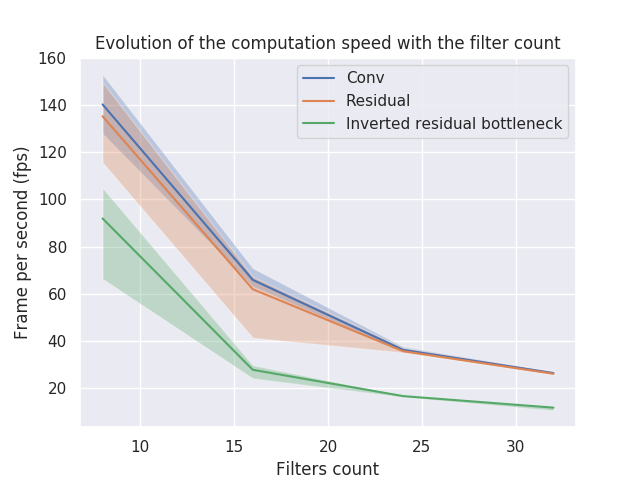 Evolution of the computation speed with the filter count
Conv
Residual
Inverted residual bottleneck
Frame per second (fps)
160
140
120
100
80
60
40
20
10
15
20
25
30
Filters count